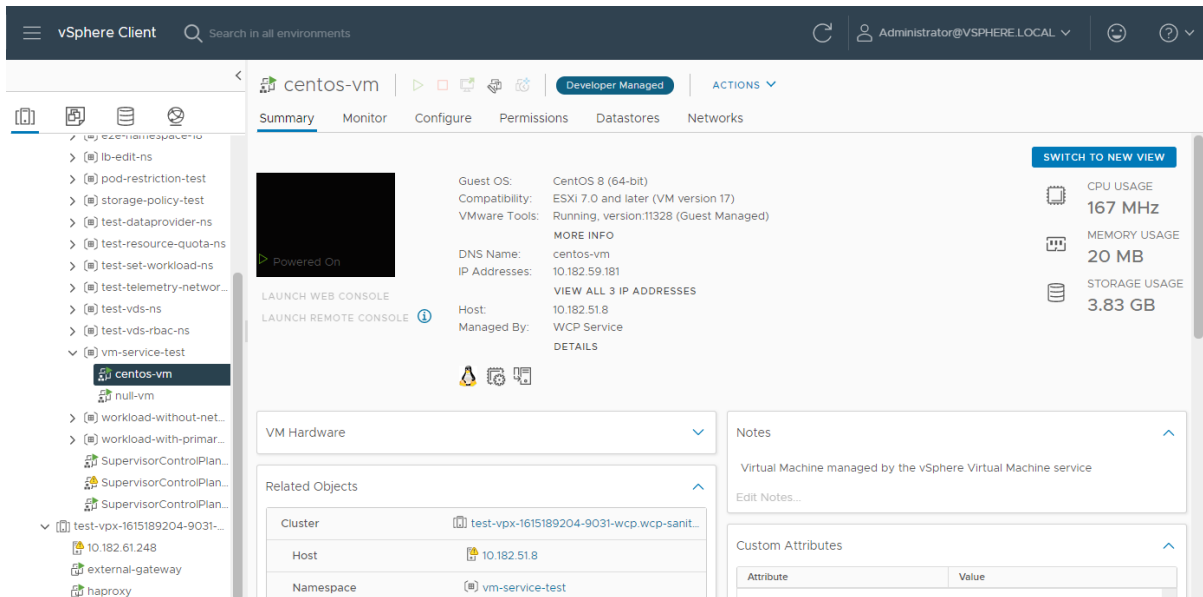 vSphere Client
Search in all environments
Administrator@VSPHERE.LOCAL
centos-vm
Developer Managed
ACTIONS
Summary Monitor Configure Permissions Datastores Networks
lb-edit-ns
pod-restriction-test
storage-policy-test
test-dataprovider-ns
test-resource-quota-ns
test-set-workload-ns
test-telemetry-networ...
test-vds-ns
test-vds-rbac-ns
vm-service-test
centos-vm
null-vm
workload-without-net...
workload-with-primar...
SupervisorControlPlan...
SupervisorControlPlan...
SupervisorControlPlan...
test-vpx-1615189204-9031-...
10.182.61.248
external-gateway
haproxy
SWITCH TO NEW VIEW
Powered On
LAUNCH WEB CONSOLE
LAUNCH REMOTE CONSOLE
Guest OS: CentOS 8 (64-bit)
Compatibility: ESXi 7.0 and later (VM version 17)
VMware Tools: Running, version:11328 (Guest Managed)
MORE INFO
DNS Name: centos-vm
IP Addresses: 10.182.59.181
VIEW ALL 3 IP ADDRESSES
Host: 10.182.51.8
Managed By: WCP Service
DETAILS
CPU USAGE
167 MHz
MEMORY USAGE
20 MB
STORAGE USAGE
3.83 GB
VM Hardware
Related Objects
Cluster test-vpx-1615189204-9031-wcp.wcp-sanit...
Host 10.182.51.8
Namespace vm-service-test
Notes
Virtual Machine managed by the vSphere Virtual Machine service
Edit Notes...
Custom Attributes
Attribute Value